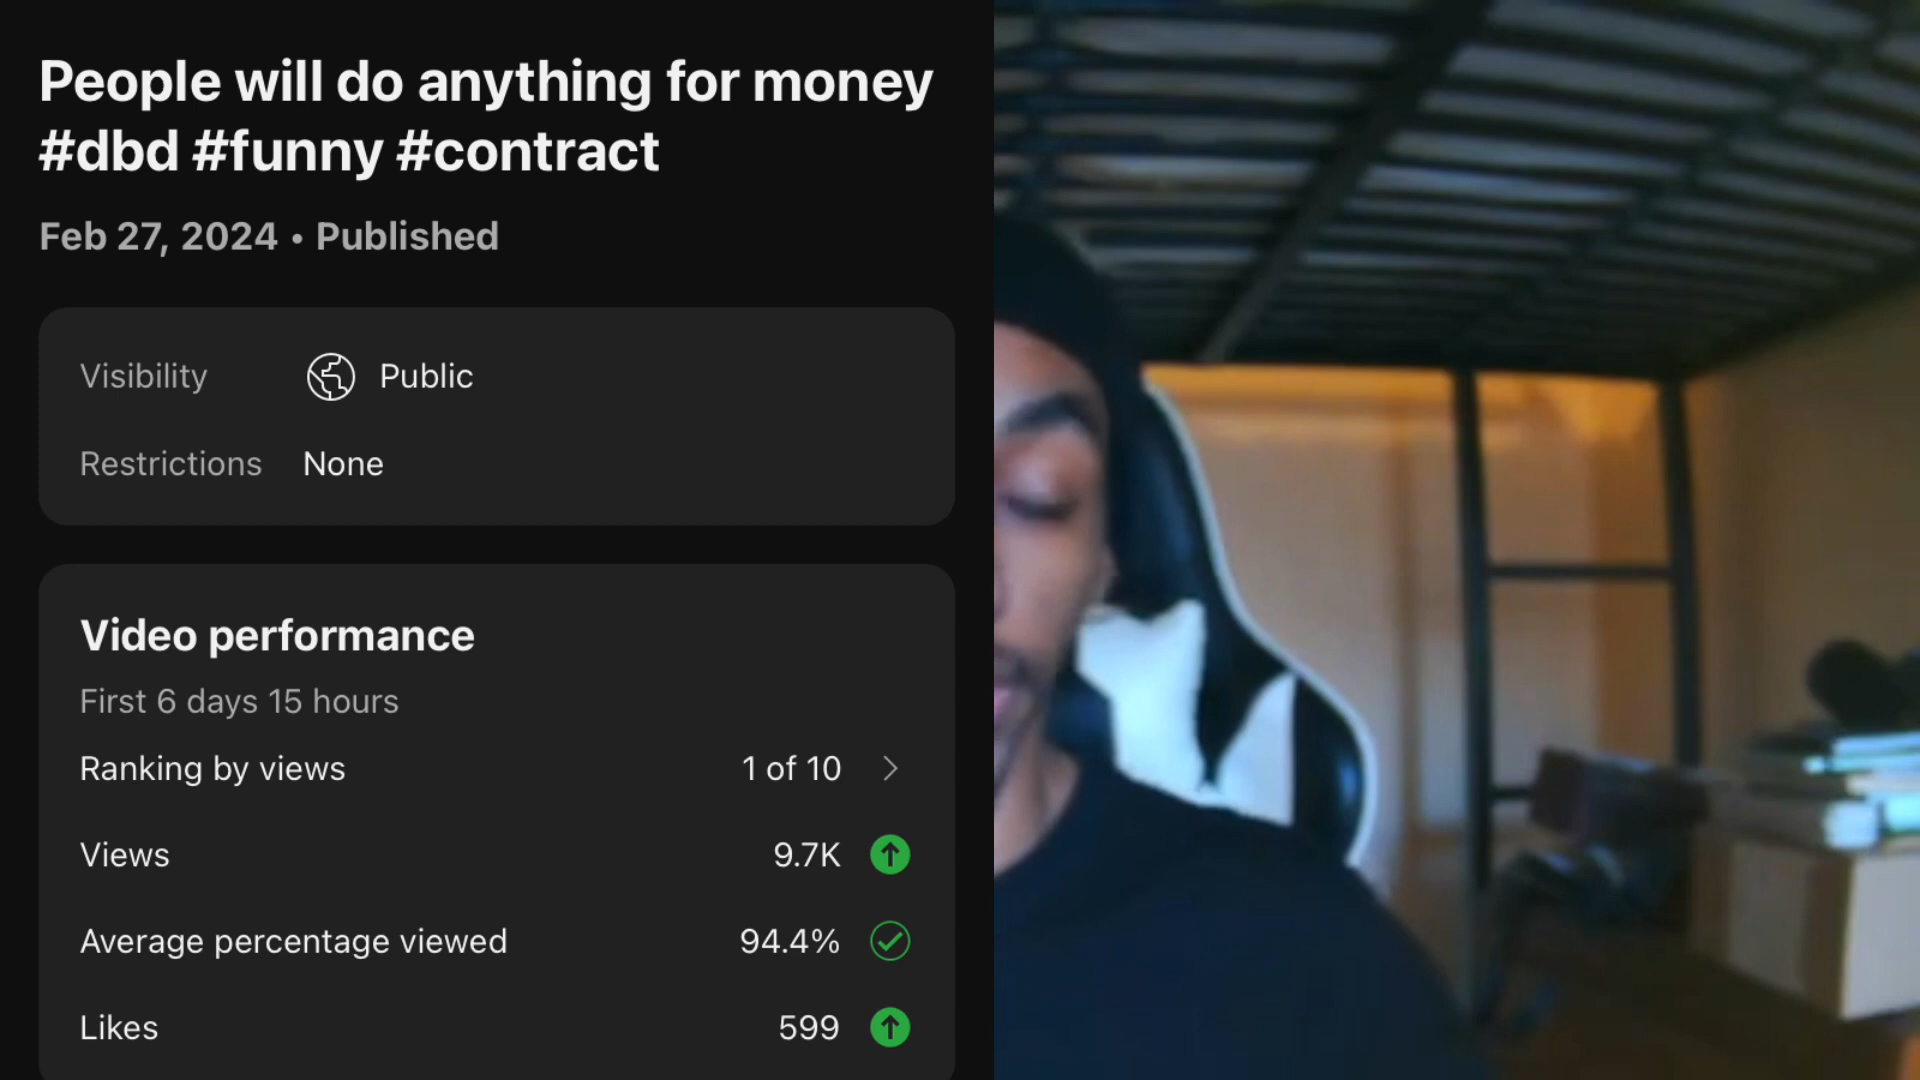 People will do anything for money
#dbd #funny #contract
Feb 27, 2024 • Published
Visibility Public
Restrictions None
Video performance
First 6 days 15 hours
Ranking by views 1 of 10
Views 9.7K
Average percentage viewed 94.4%
Likes 599